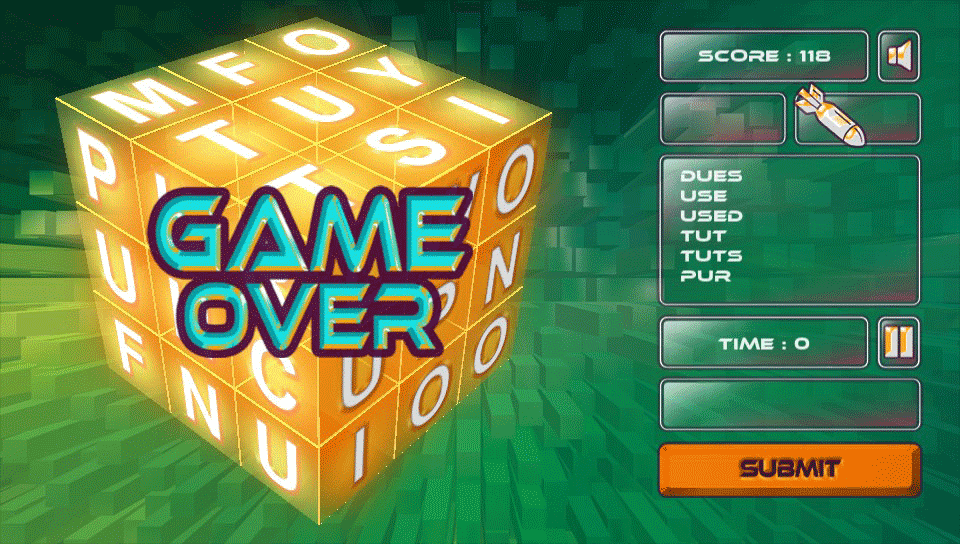 M F O
T U Y
T S I
P
U
F N U
C
O
N
O
U O
I
GAME
OVER
SCORE : 118
DUES
USE
USED
TUT
TUTS
PUR
TIME : 0
SUBMIT